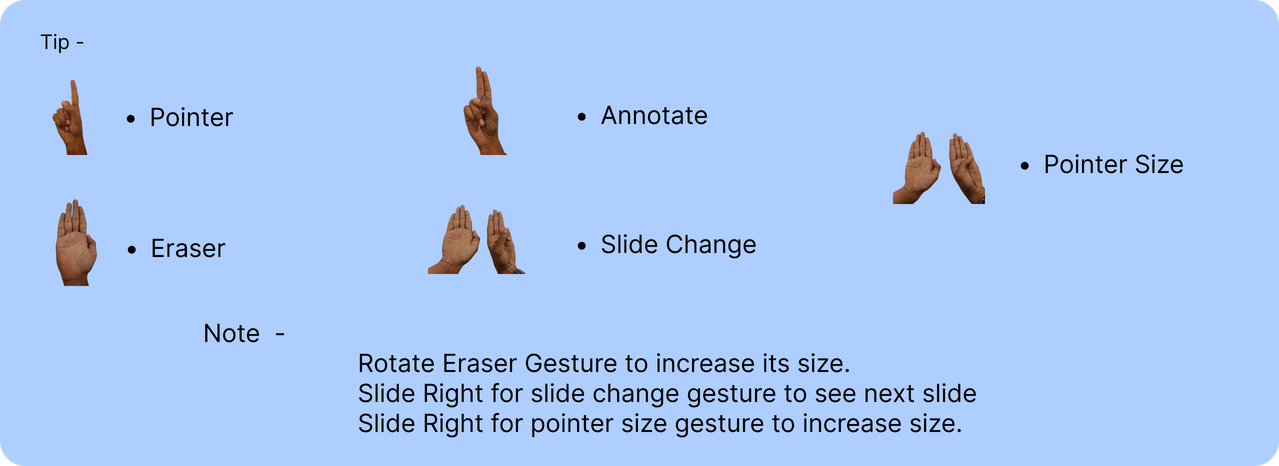 Tip -
• Pointer
• Annotate
• Pointer Size
• Eraser
• Slide Change
Note -
Rotate Eraser Gesture to increase its size.
Slide Right for slide change gesture to see next slide
Slide Right for pointer size gesture to increase size.